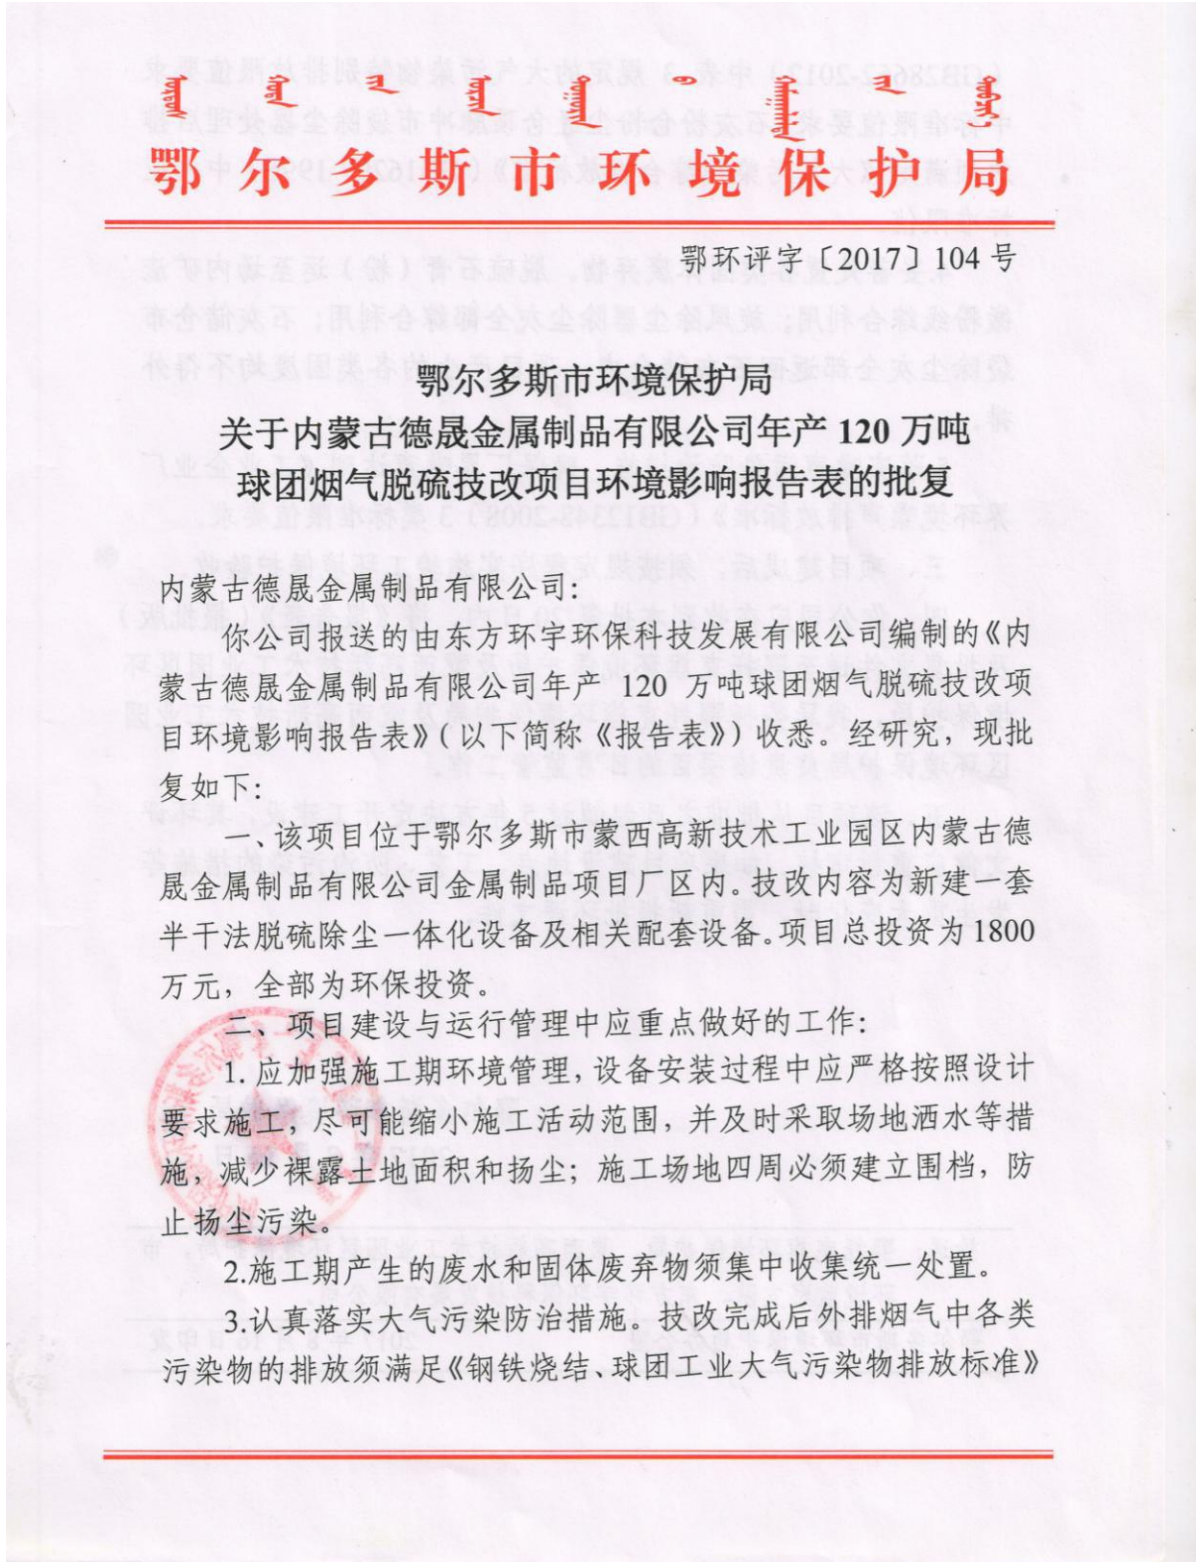 鄂尔多斯市环境保护局
鄂环评字〔2017〕104号
鄂尔多斯市环境保护局
关于内蒙古德晟金属制品有限公司年产 120 万吨
球团烟气脱硫技改项目环境影响报告表的批复
内蒙古德晟金属制品有限公司：
你公司报送的由东方环宇环保科技发展有限公司编制的《内
蒙古德晟金属制品有限公司年产 120 万吨球团烟气脱硫技改项
目环境影响报告表》（以下简称《报告表》）收悉。经研究，现批
复如下：
一、该项目位于鄂尔多斯市蒙西高新技术工业园区内蒙古德
晟金属制品有限公司金属制品项目厂区内。技改内容为新建一套
半干法脱硫除尘一体化设备及相关配套设备。项目总投资为1800
万元，全部为环保投资。
二、项目建设与运行管理中应重点做好的工作：
1.应加强施工期环境管理，设备安装过程中应严格按照设计
要求施工，尽可能缩小施工活动范围，并及时采取场地洒水等措
施，减少裸露土地面积和扬尘；施工场地四周必须建立围档，防
止扬尘污染。
2.施工期产生的废水和固体废弃物须集中收集统一处置。
3.认真落实大气污染防治措施。技改完成后外排烟气中各类
污染物的排放须满足《钢铁烧结、球团工业大气污染物排放标准》